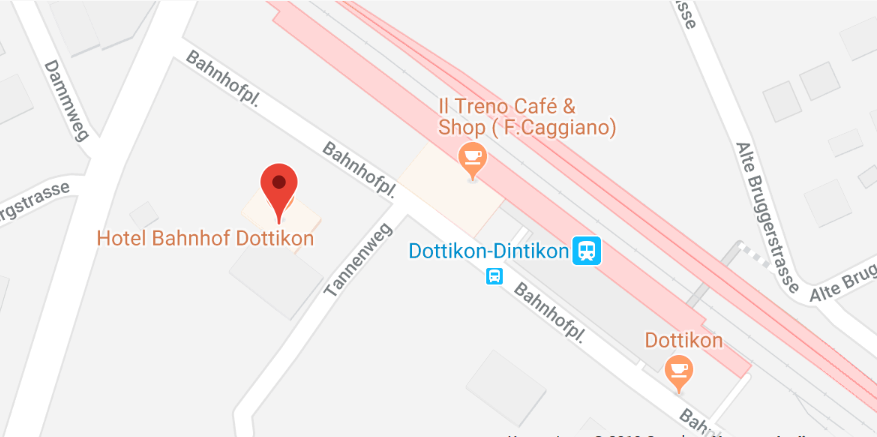 sse
Dammweg
Bahnhofpl.
Il Treno Café &
Shop ( F.Caggiano)
Bahnhofpl.
Alte Bruggerstrasse
rgstrasse
Hotel Bahnhof Dottikon
Tannenweg
Dottikon-Dintikon
Alte Brug
Bahnhofpl.
Dottikon
Bahn